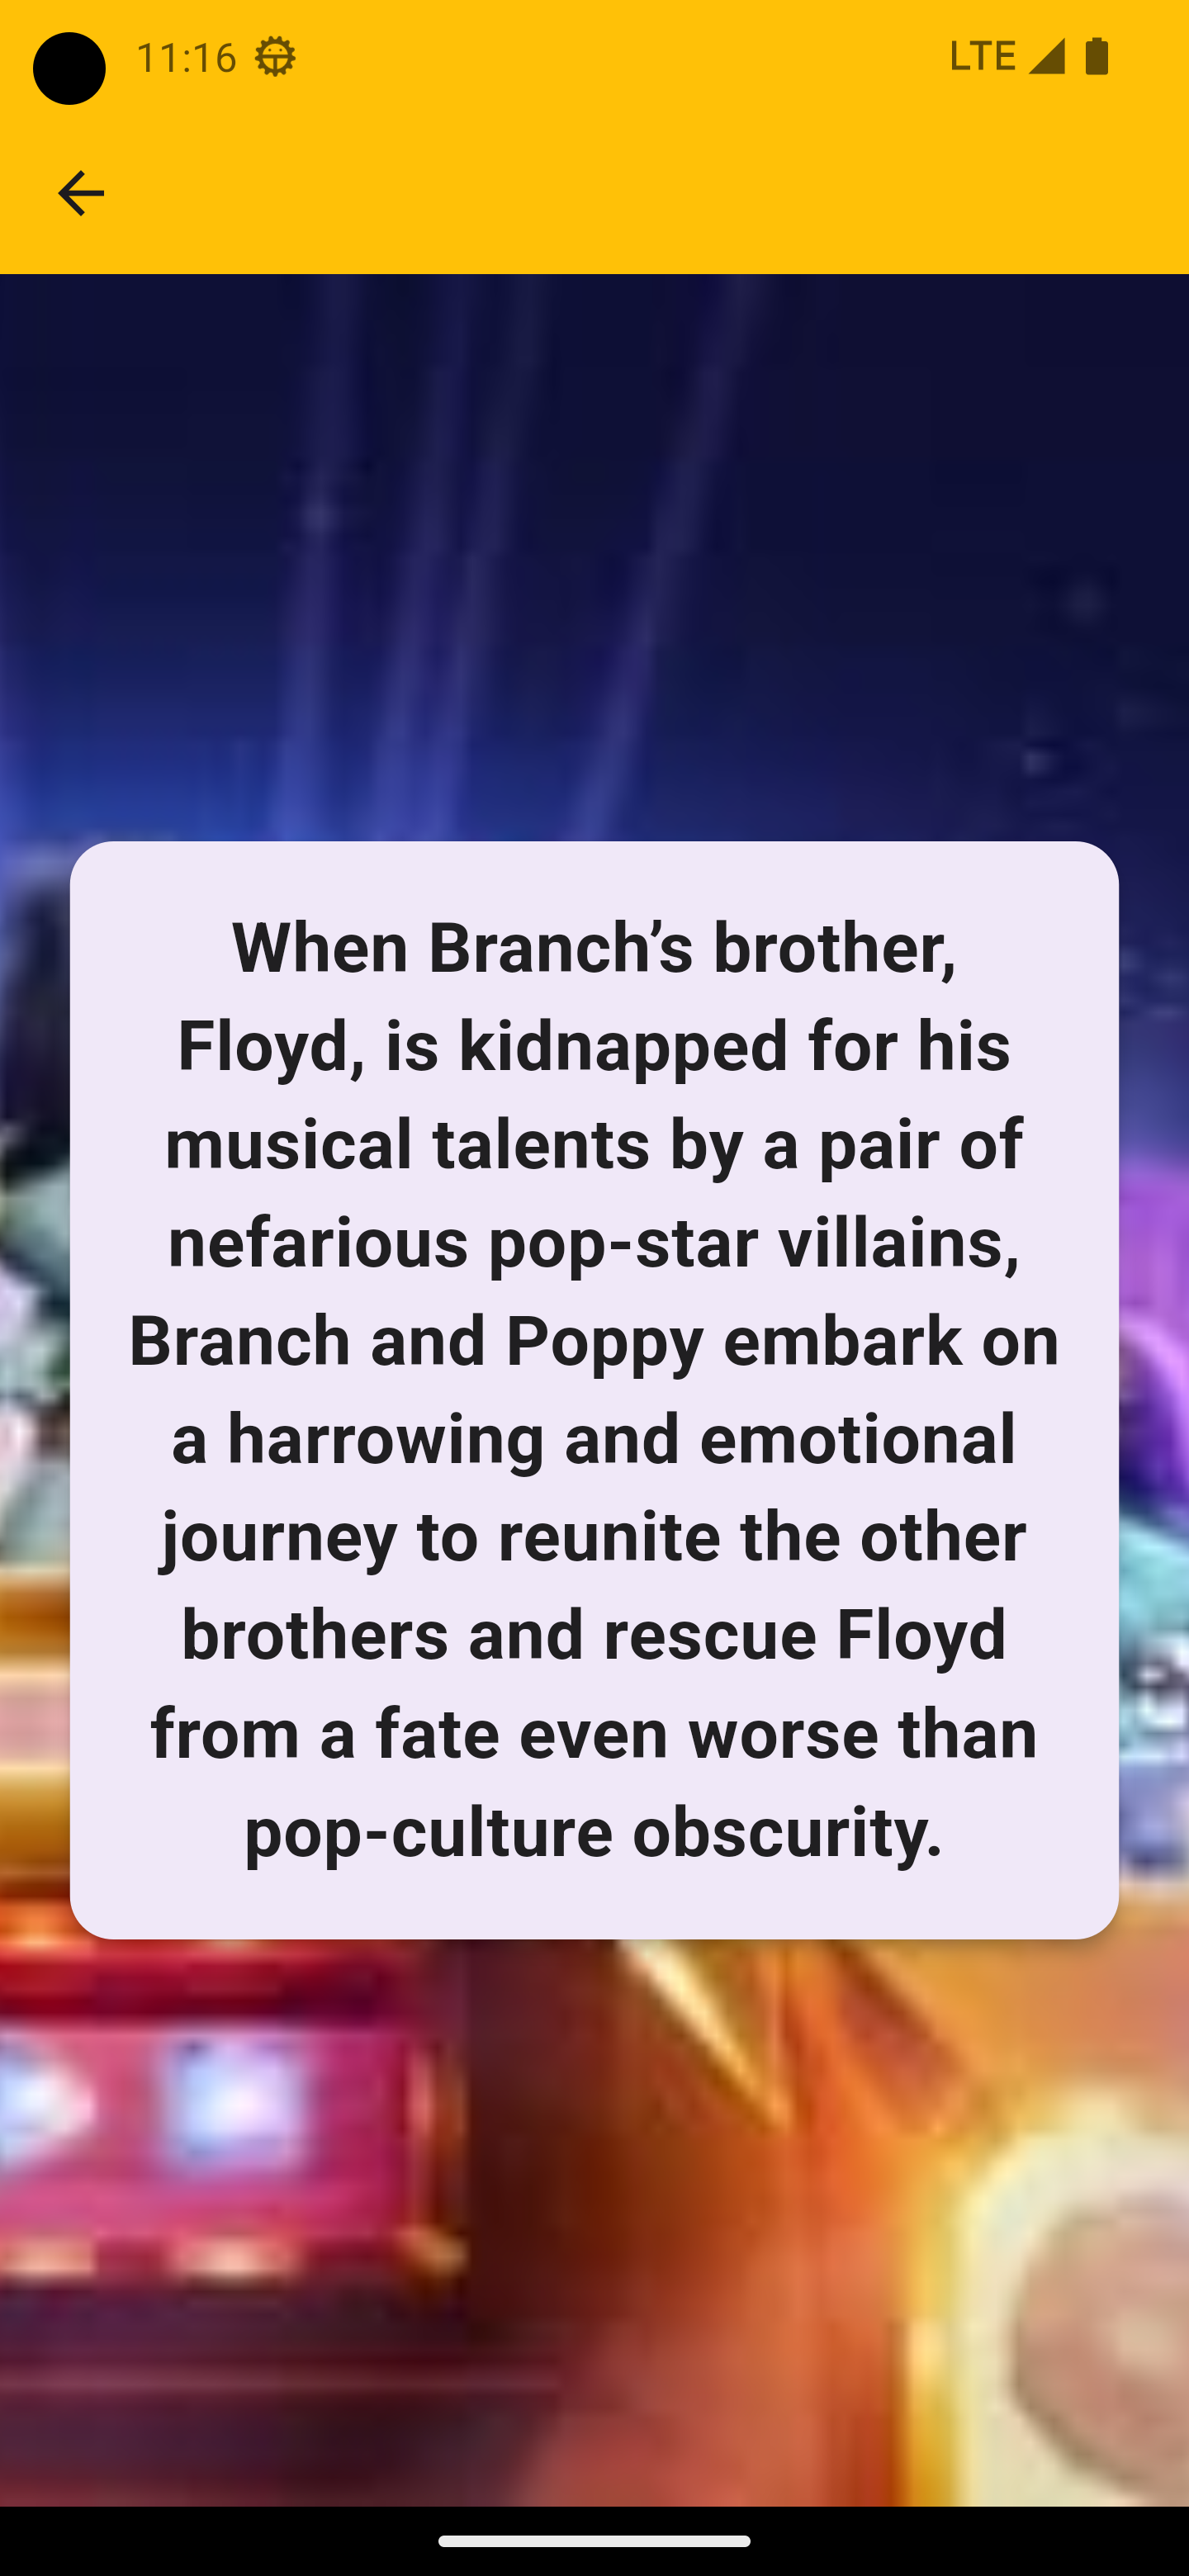 11:16
LTE
When Branch’s brother,
Floyd, is kidnapped for his
musical talents by a pair of
nefarious pop-star villains,
Branch and Poppy embark on
a harrowing and emotional
journey to reunite the other
brothers and rescue Floyd
from a fate even worse than
pop-culture obscurity.